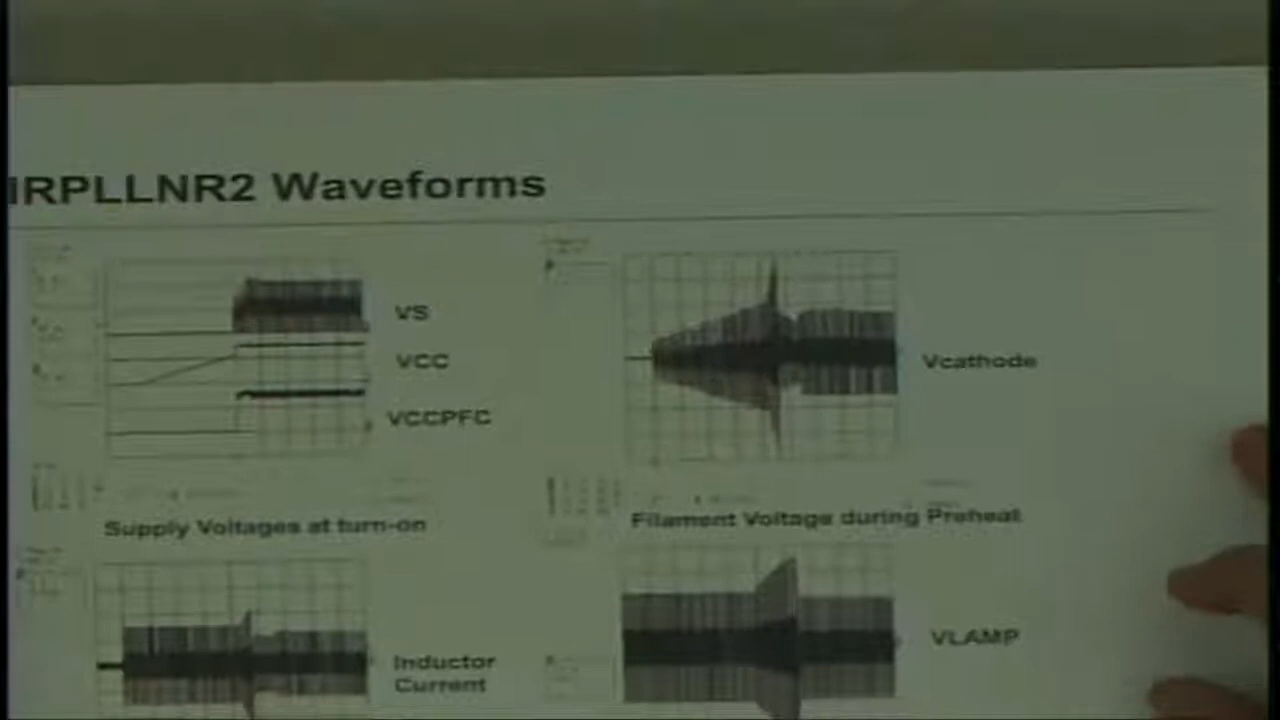 IRPLLNR2 Waveforms
VS
VCC
VCCPFC
Supply Voltages at turn-on
Vcathode
Filament Voltage during Preheat
Inductor
Current
VLAMP